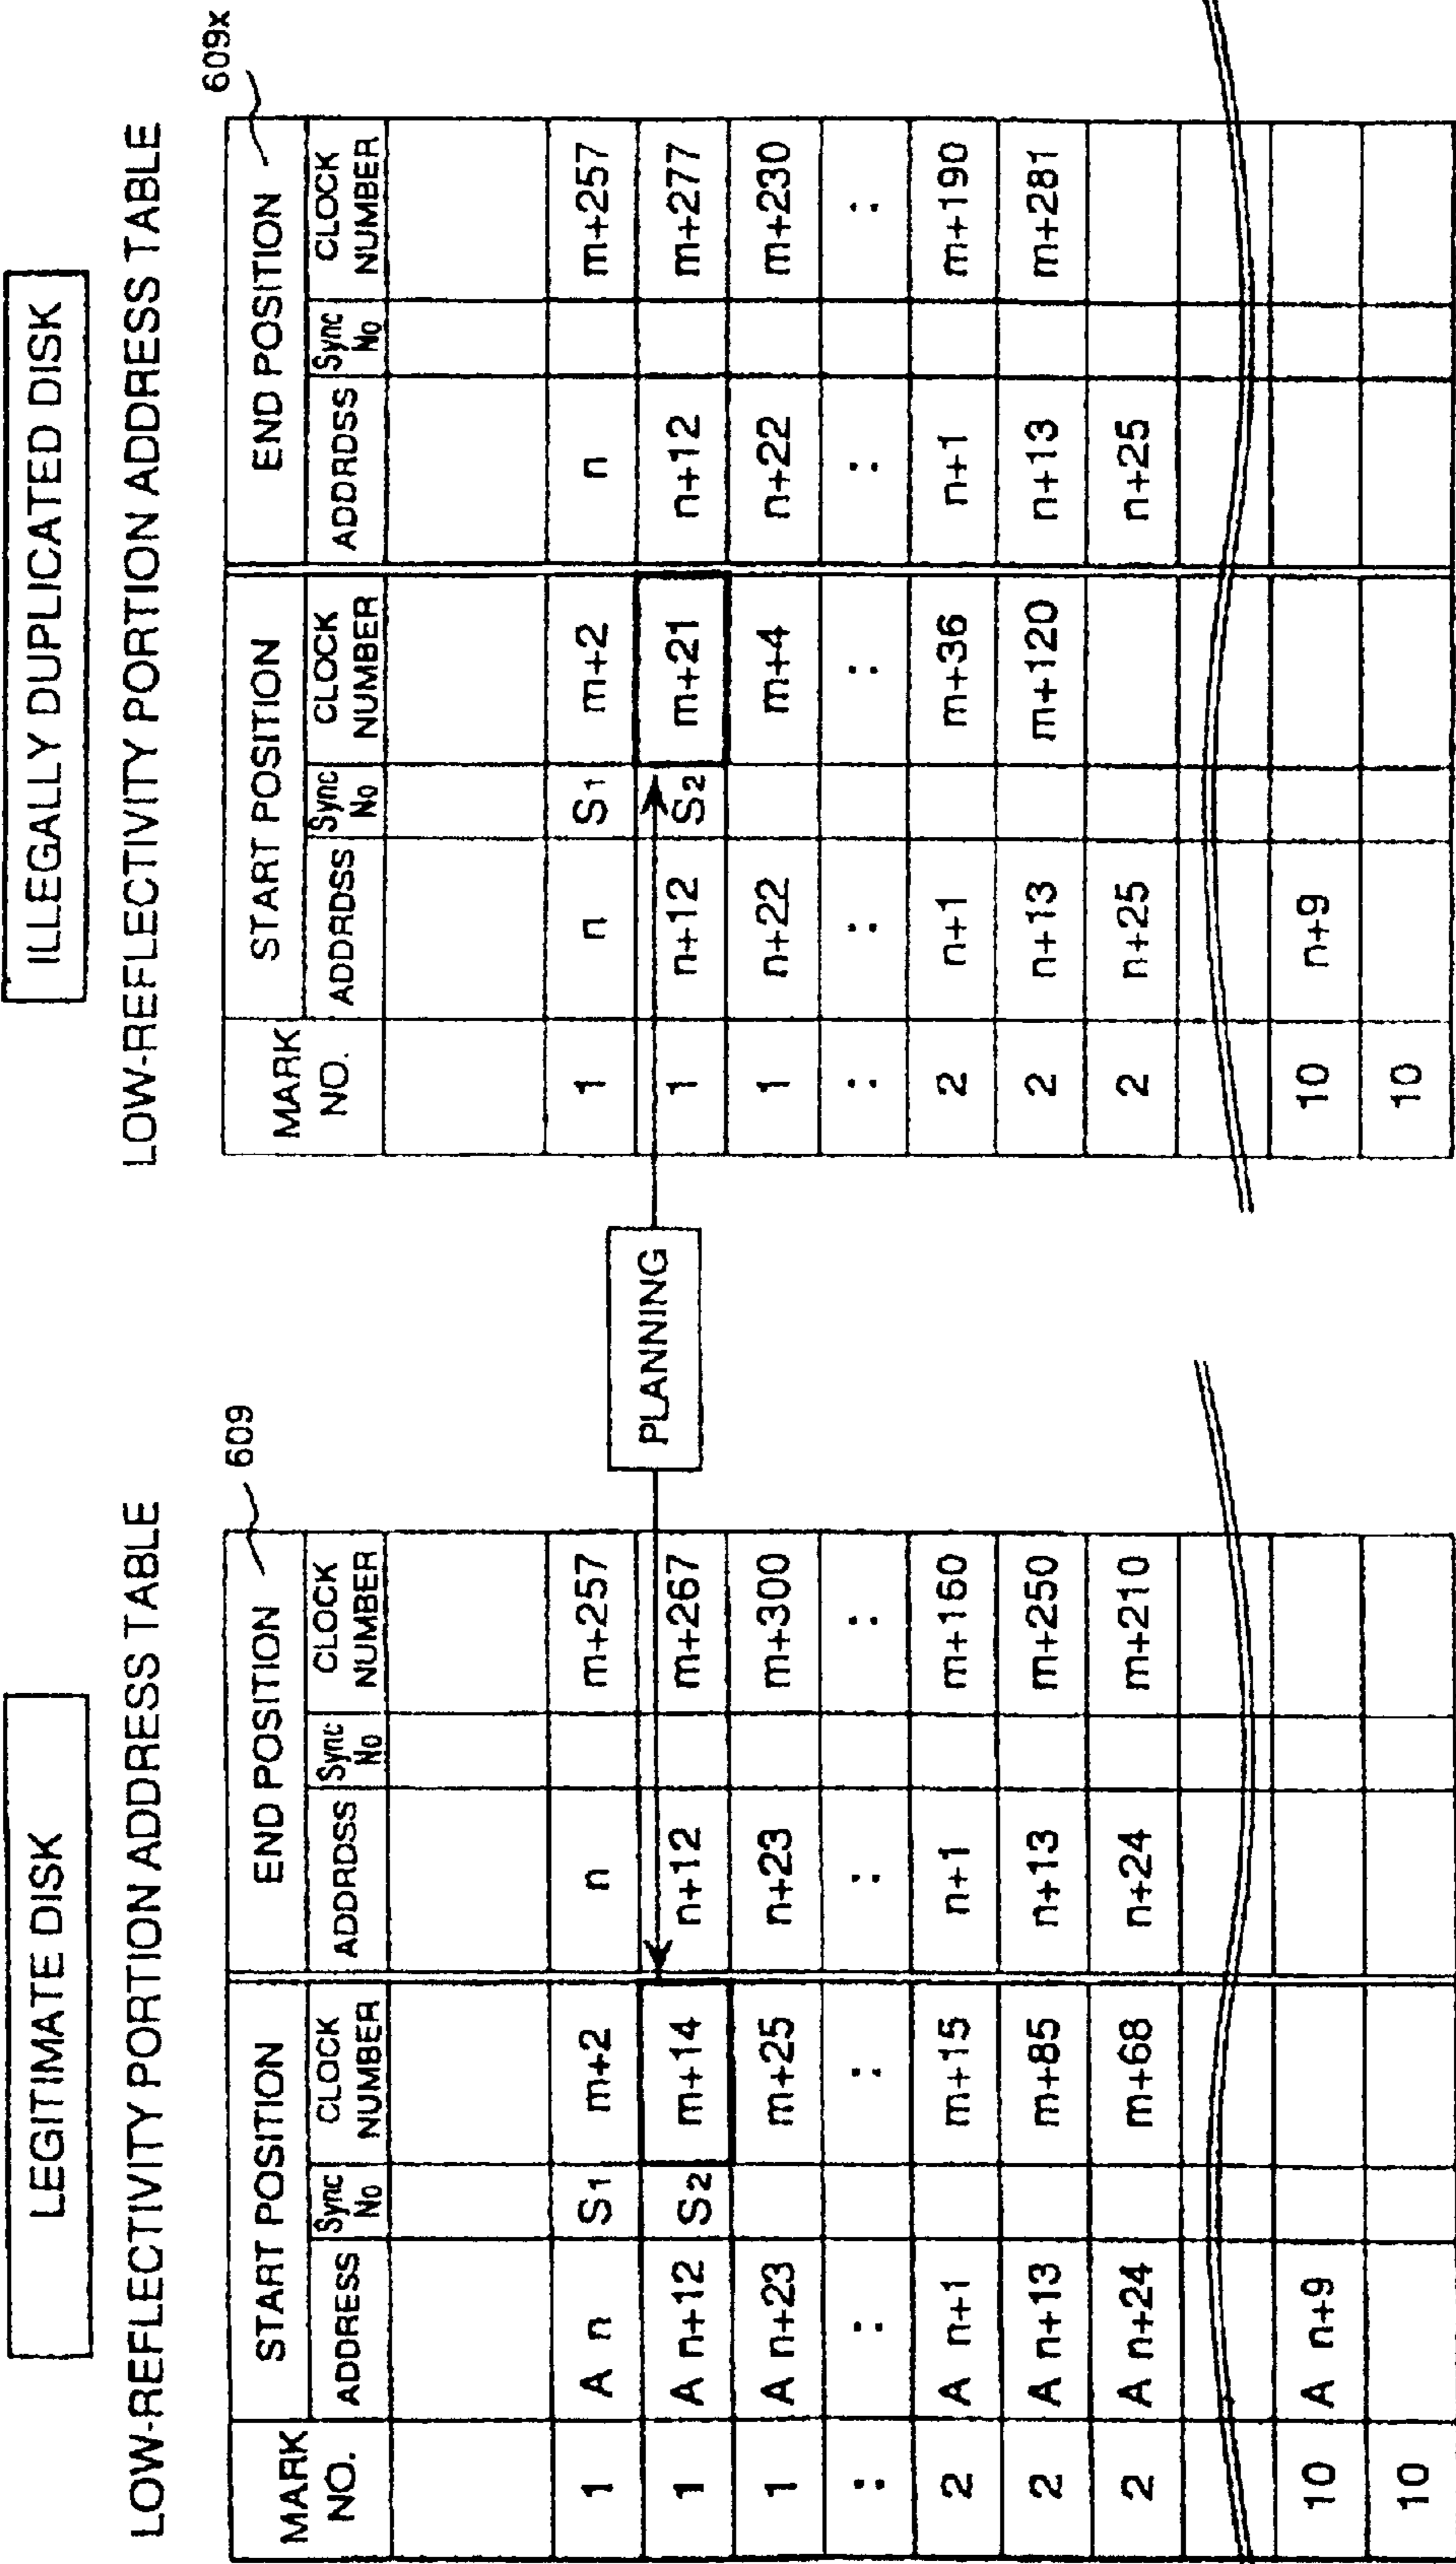 LEGITIMATE DISK
LOW-REFLECTIVITY PORTION ADDRESS TABLE
609
MARK NO. START POSITION END POSITION
ADDRESS Sync No CLOCK NUMBER ADDRDSS Sync No CLOCK NUMBER
1 A n S1 m+2 n m+257
1 A n+12 S2 m+14 n+12 m+267
1 A n+23 m+25 n+23 m+300
: : : : :
2 A n+1 m+15 n+1 m+160
2 A n+13 m+85 n+13 m+250
2 A n+24 m+68 n+24 m+210
10 A n+9
10
PLANNING
ILLEGALLY DUPLICATED DISK
LOW-REFLECTIVITY PORTION ADDRESS TABLE
609x
MARK NO. START POSITION END POSITION
ADDRDSS Sync No CLOCK NUMBER ADDRDSS Sync No CLOCK NUMBER
1 n S1 m+2 n m+257
1 n+12 S2 m+21 n+12 m+277
1 n+22 m+4 n+22 m+230
: : : : :
2 n+1 m+36 n+1 m+190
2 n+13 m+120 n+13 m+281
2 n+25 n+25
10 n+9
10